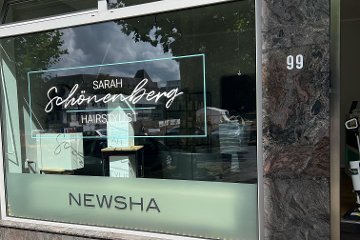 SARAH
Schönenberg
HAIRSTYLIST
99
NEWSHA